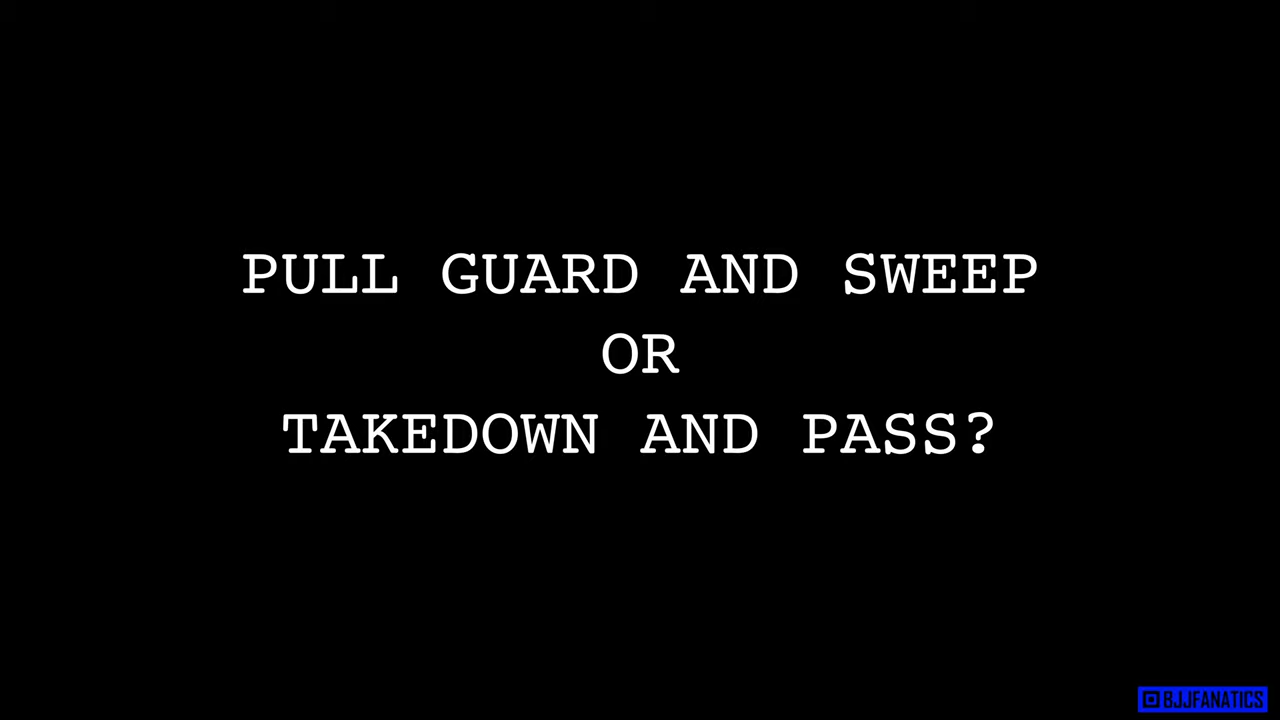 PULL GUARD AND SWEEP
OR
TAKEDOWN AND PASS?
BJJFANATICS